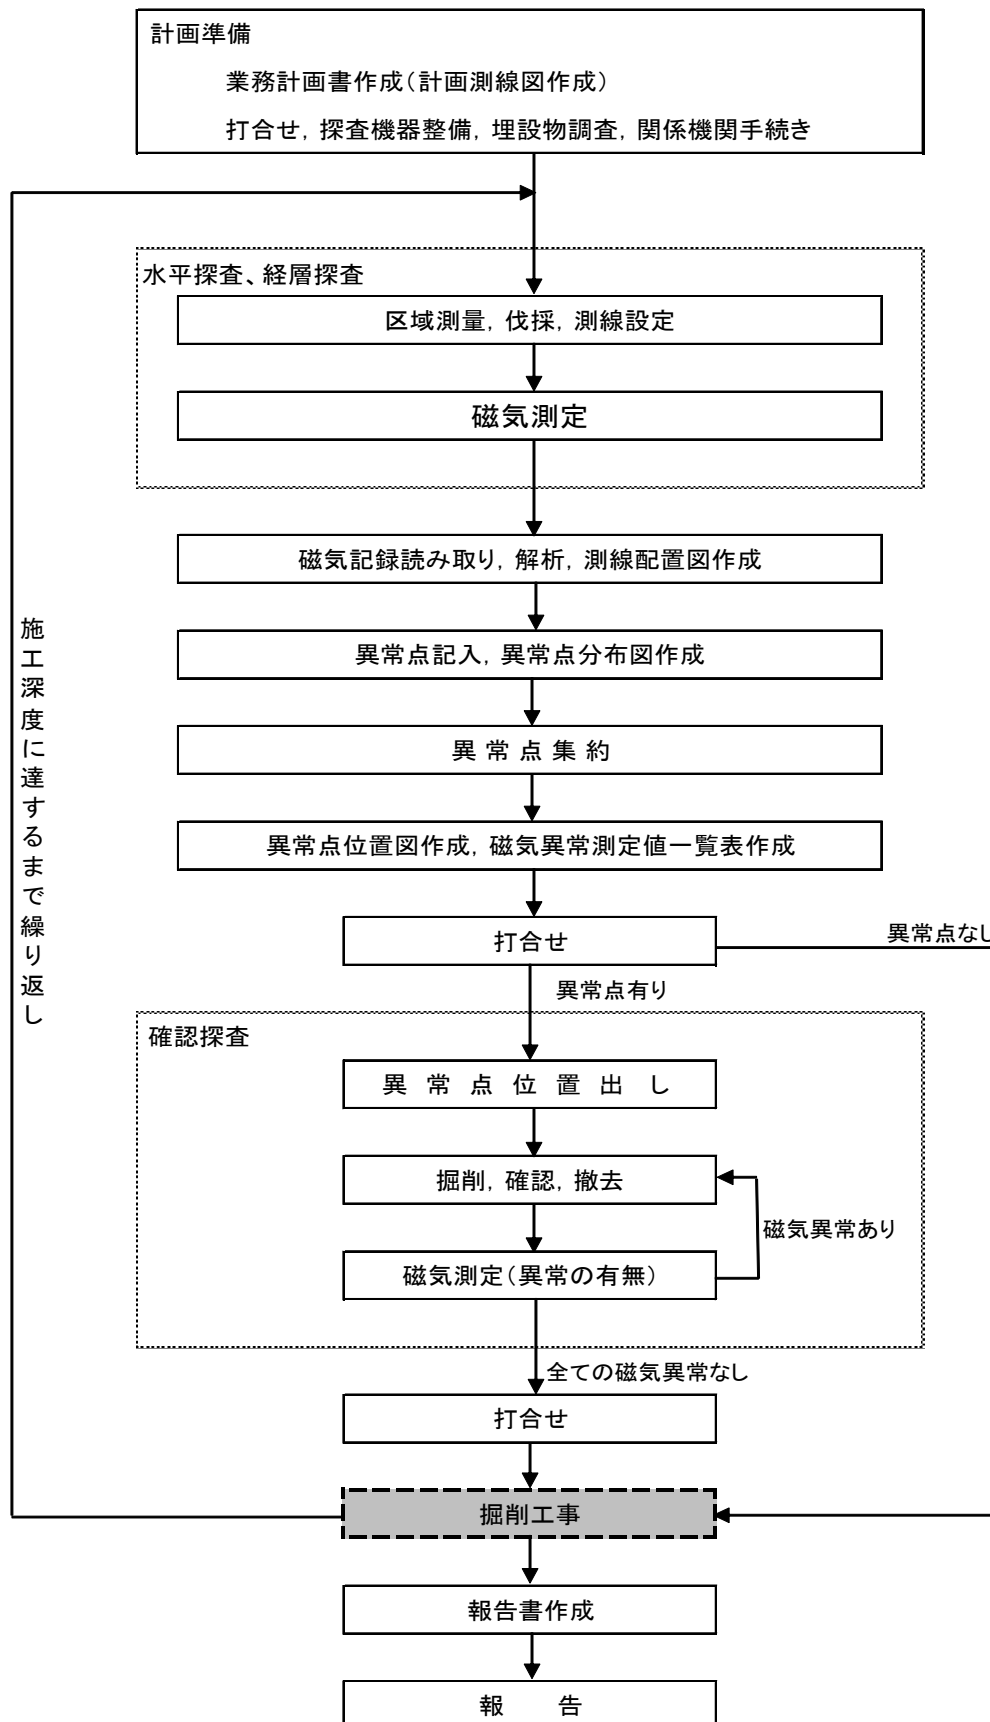 計画準備
業務計画書作成(計画測線図作成)
打合せ, 探査機器整備, 埋設物調査, 関係機関手続き
水平探査、経層探査
区域測量, 伐採, 測線設定
磁気測定
磁気記録読み取り, 解析, 測線配置図作成
異常点記入, 異常点分布図作成
異常点集約
異常点位置図作成, 磁気異常測定値一覧表作成
打合せ
異常点なし
異常点有り
確認探査
異常点位置出し
掘削, 確認, 撤去
磁気異常あり
磁気測定(異常の有無)
全ての磁気異常なし
打合せ
掘削工事
報告書作成
報告
施工深度に達するまで繰り返し